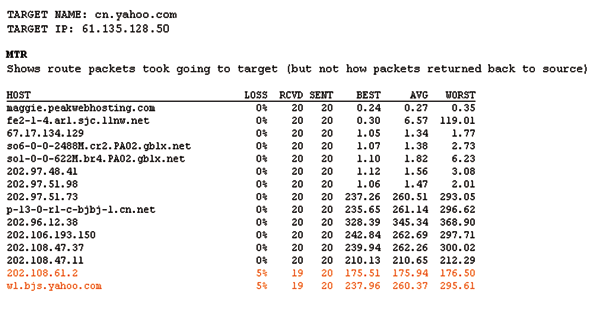 TARGET NAME: cn.yahoo.com
TARGET IP: 61.135.128.50
MTR
Shows route packets took going to target (but not how packets returned back to source)
HOST LOSS RCVD SENT BEST AVG WORST
maggie.peakwebhosting.com 0% 20 20 0.24 0.27 0.35
fe2-1-4.ar1.sjc.llnw.net 0% 20 20 0.30 6.57 119.01
67.17.134.129 0% 20 20 1.05 1.34 1.77
so6-0-0-2488M.cr2.PAO2.gblx.net 0% 20 20 1.07 1.38 2.73
so1-0-0-622M.br4.PAO2.gblx.net 0% 20 20 1.10 1.82 6.23
202.97.48.41 0% 20 20 1.12 1.56 3.08
202.97.51.98 0% 20 20 1.06 1.47 2.01
202.97.51.73 0% 20 20 237.26 260.51 293.05
p-13-0-r1-c-bjbj-1.cn.net 0% 20 20 235.65 261.14 296.62
202.96.12.38 0% 20 20 328.39 345.34 368.90
202.106.193.150 0% 20 20 242.84 262.69 297.71
202.108.47.37 0% 20 20 239.94 262.26 300.02
202.108.47.11 0% 20 20 210.13 210.65 212.29
202.108.61.2 5% 19 20 175.51 175.94 176.50
w1.bjs.yahoo.com 5% 19 20 237.96 260.37 295.61